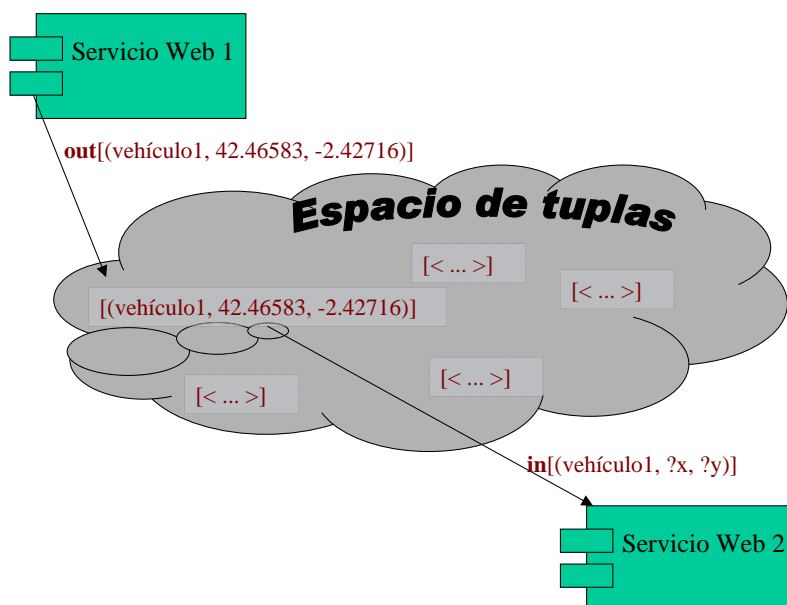 Servicio Web 1
out[(vehículo1, 42.46583, -2.42716)]
Espacio de tuplas
[< ... >]
[< ... >]
[(vehículo1, 42.46583, -2.42716)]
[< ... >]
[< ... >]
in[(vehículo1, ?x, ?y)]
Servicio Web 2